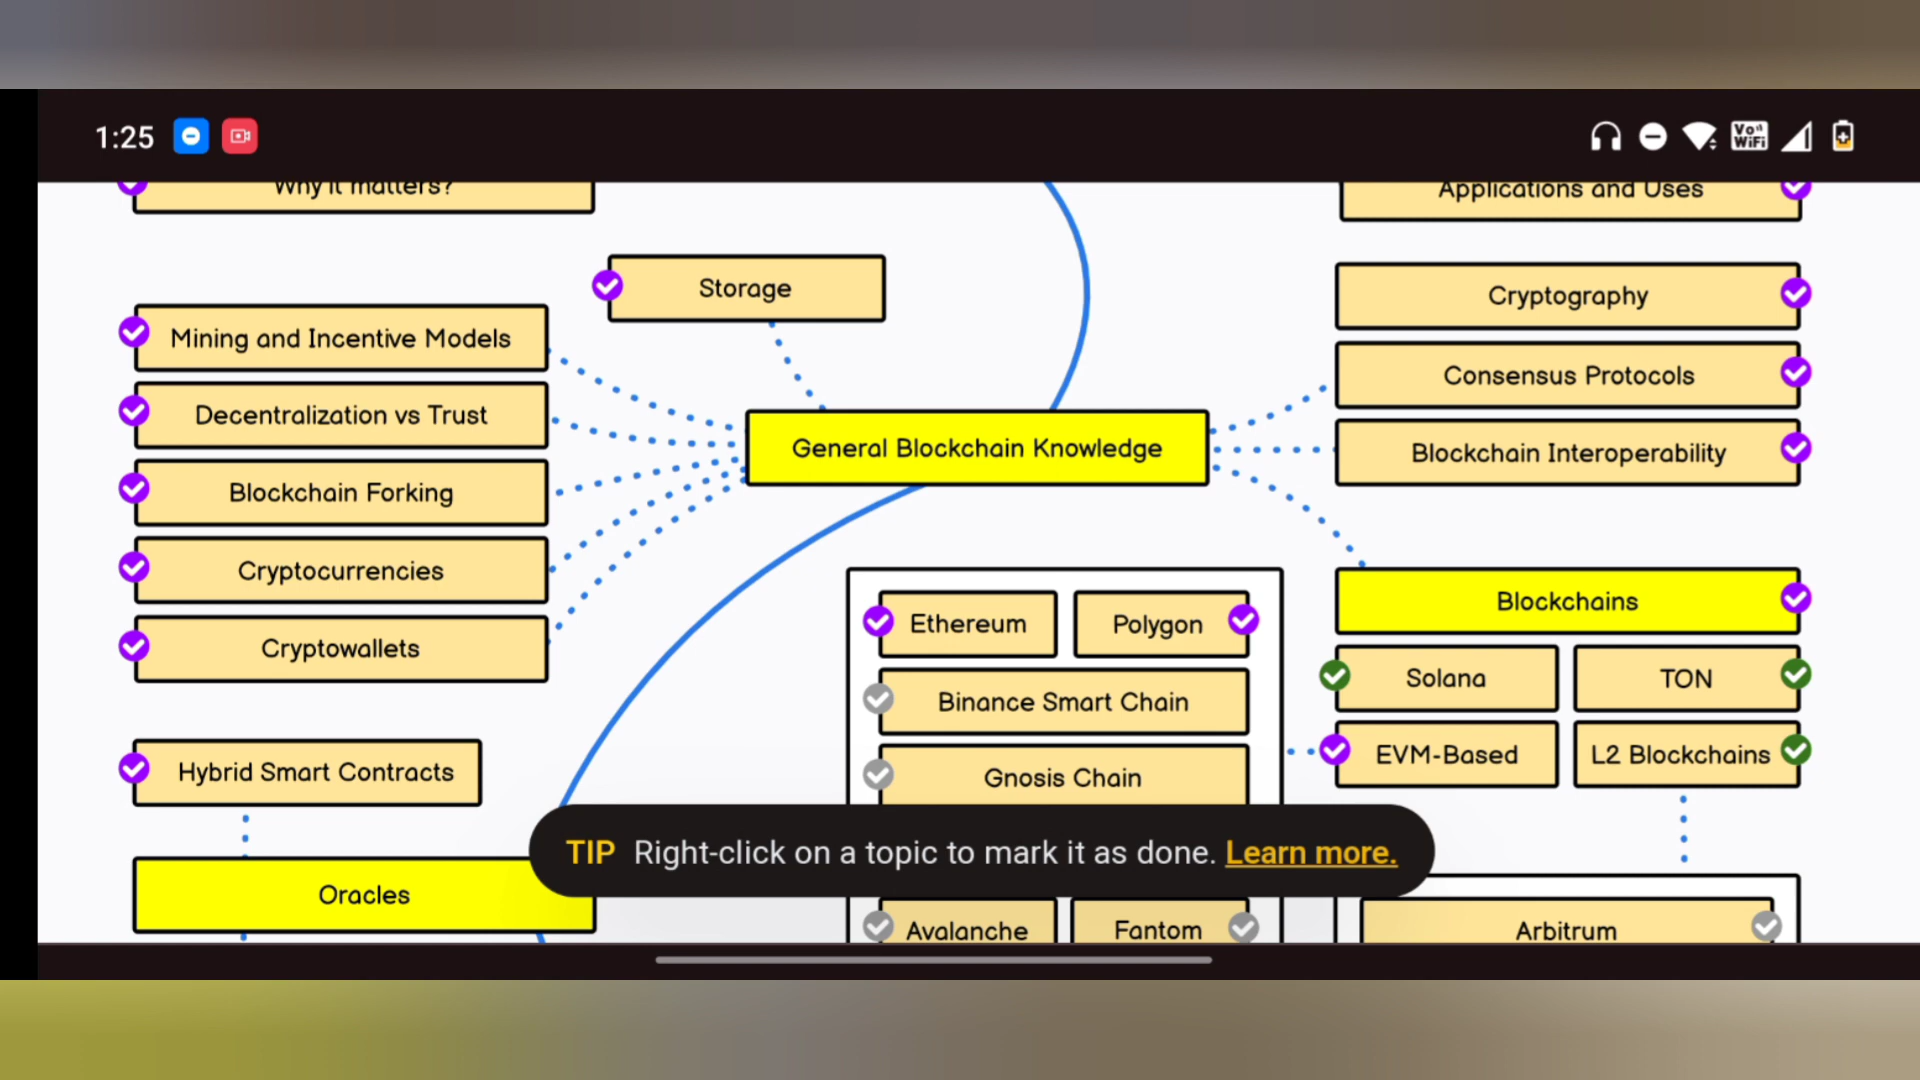 1:25
Vo WiFi
Why it matters?
Applications and Uses
Storage
Cryptography
Mining and Incentive Models
Consensus Protocols
Decentralization vs Trust
General Blockchain Knowledge
Blockchain Interoperability
Blockchain Forking
Cryptocurrencies
Blockchains
Ethereum
Polygon
Cryptowallets
Solana
TON
Binance Smart Chain
EVM-Based
L2 Blockchains
Hybrid Smart Contracts
Gnosis Chain
TIP Right-click on a topic to mark it as done. Learn more.
Oracles
Avalanche
Fantom
Arbitrum